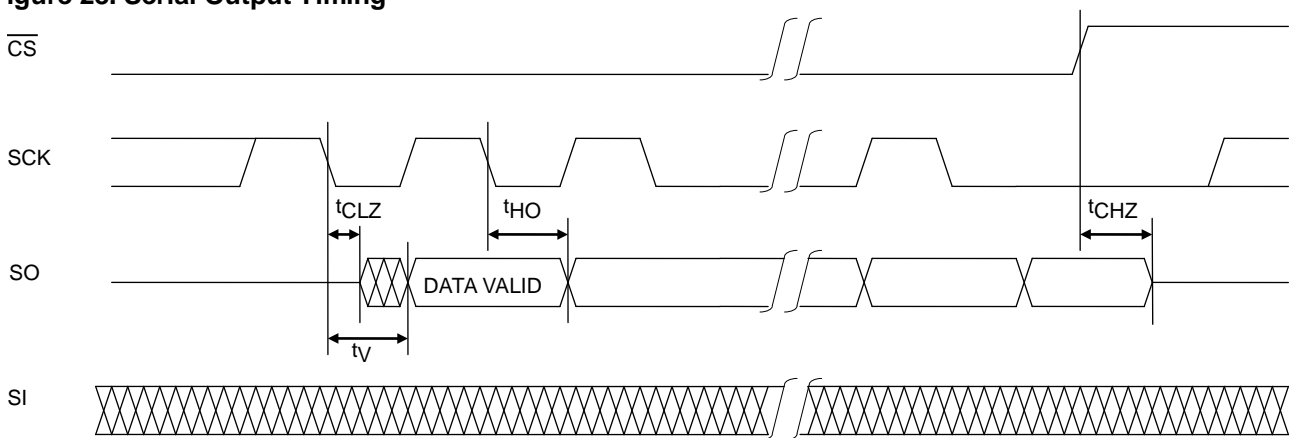 igure 23. Serial Output Timing
CS
SCK
tCLZ tHO tCHZ
SO
DATA VALID
tV
SI